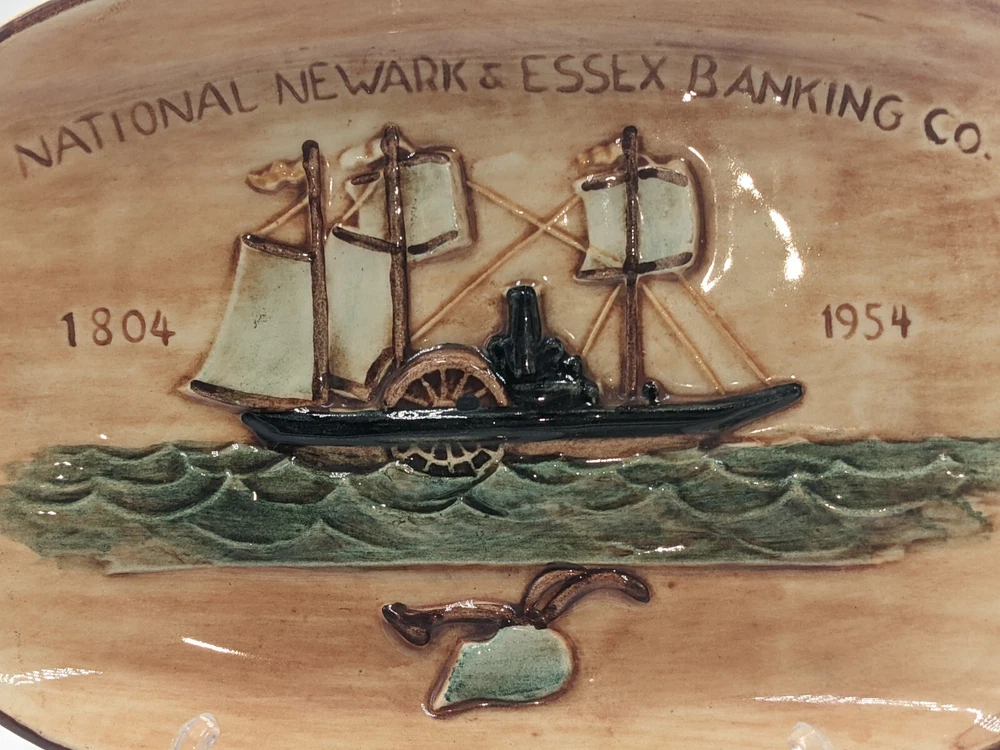 NATIONAL NEWARK & ESSEX BANKING CO.
1804
1954